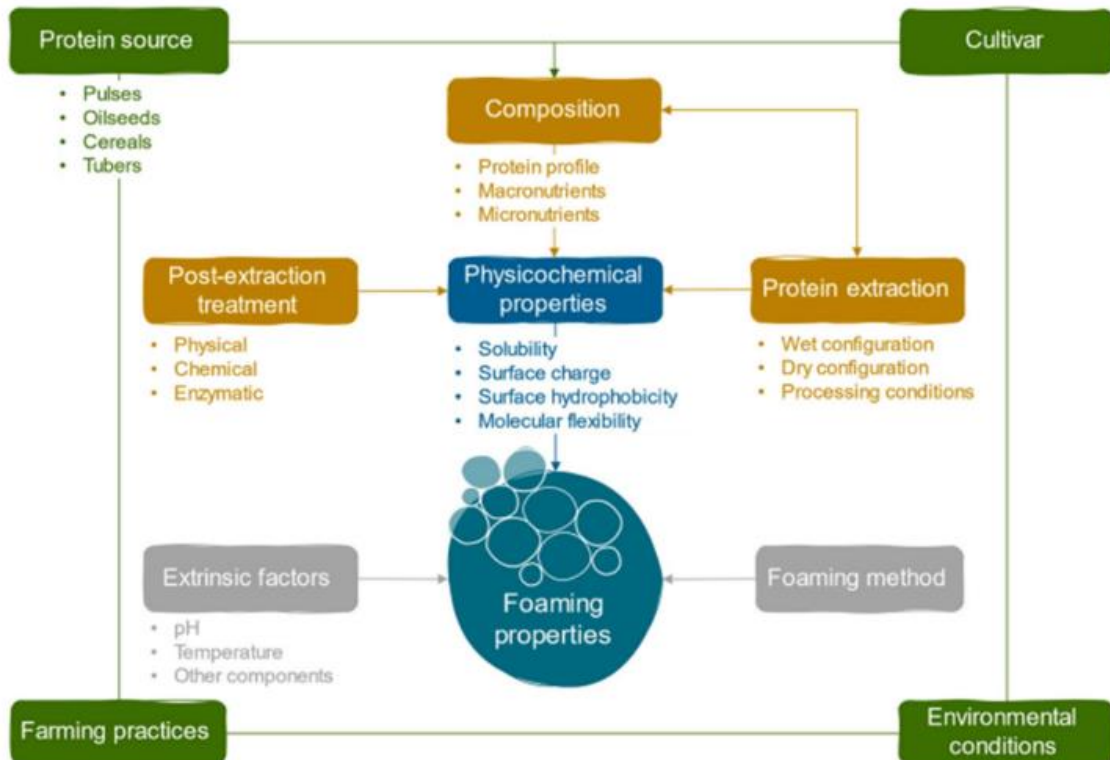 Protein source
Cultivar
• Pulses
• Oilseeds
• Cereals
• Tubers
Composition
• Protein profile
• Macronutrients
• Micronutrients
Post-extraction
treatment
Physicochemical
properties
Protein extraction
• Physical
• Chemical
• Enzymatic
• Solubility
• Surface charge
• Surface hydrophobicity
• Molecular flexibility
• Wet configuration
• Dry configuration
• Processing conditions
Extrinsic factors
Foaming
properties
Foaming method
• pH
• Temperature
• Other components
Farming practices
Environmental
conditions